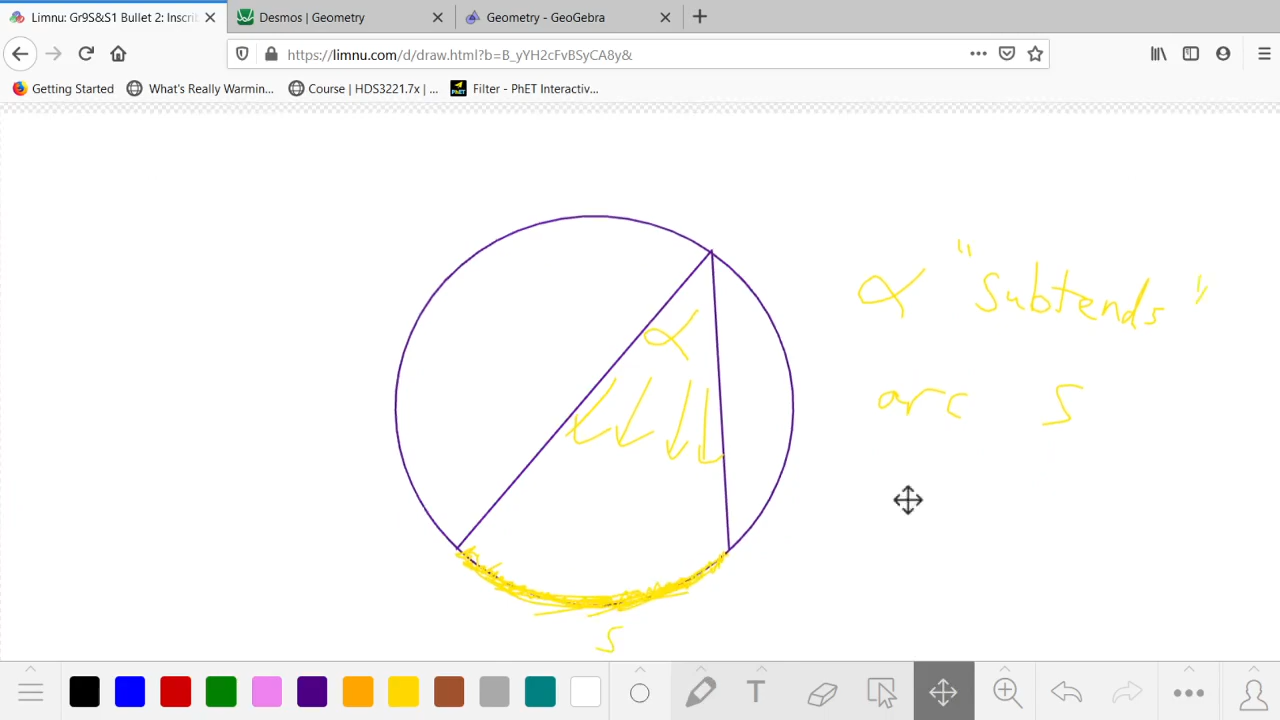 Limnu: Gr9S&S1 Bullet 2: Inscrib
Desmos | Geometry
Geometry - GeoGebra
https://limnu.com/d/draw.html?b=B_yYH2cFvBSyCA8y&
Getting Started
What's Really Warmin...
Course | HDS3221.7x | ...
Filter - PhET Interactiv...
α "Subtends"
α
arc S
S
T